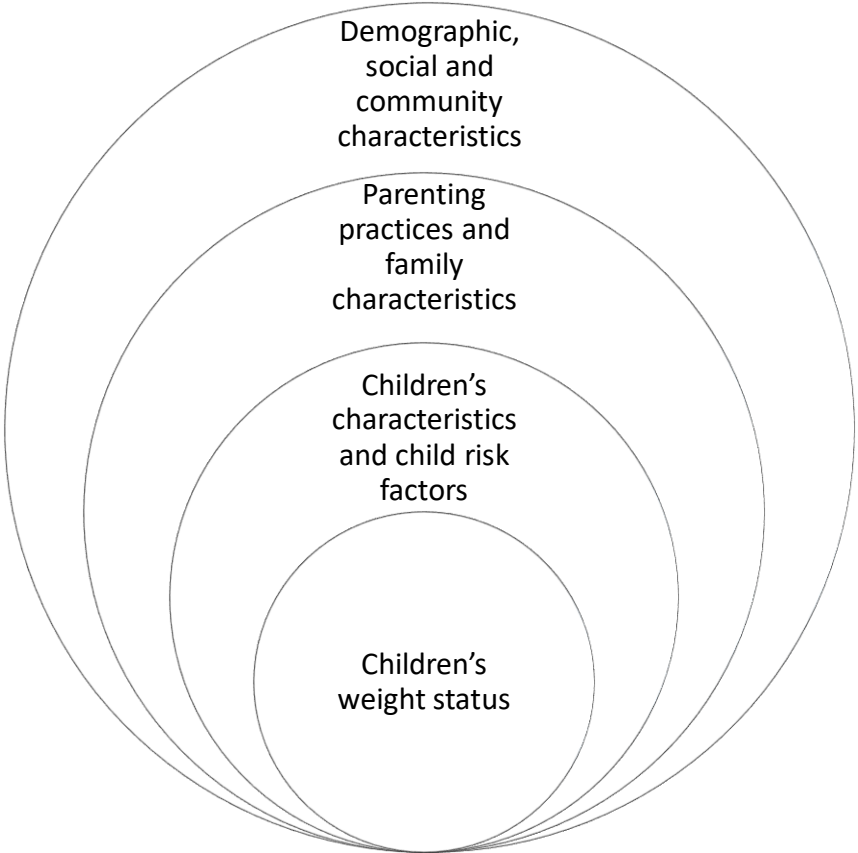 Demographic,
social and
community
characteristics
Parenting
practices and
family
characteristics
Children’s
characteristics
and child risk
factors
Children’s
weight status